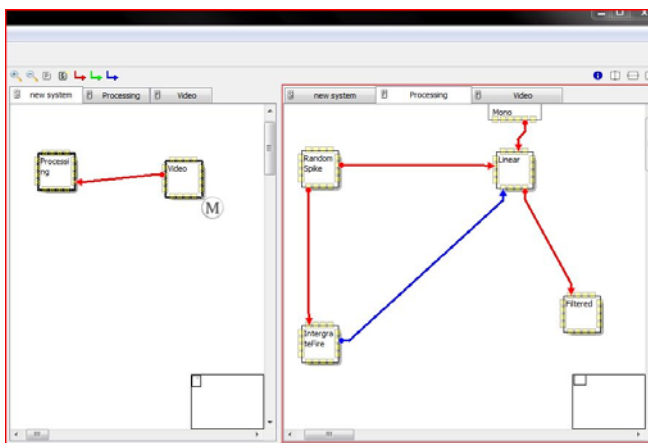 new system
Processing
Video
new system
Processing
Video
Processi
ng
Video
M
Mono
Random
Spike
Linear
Filtered
Intergra
teFire